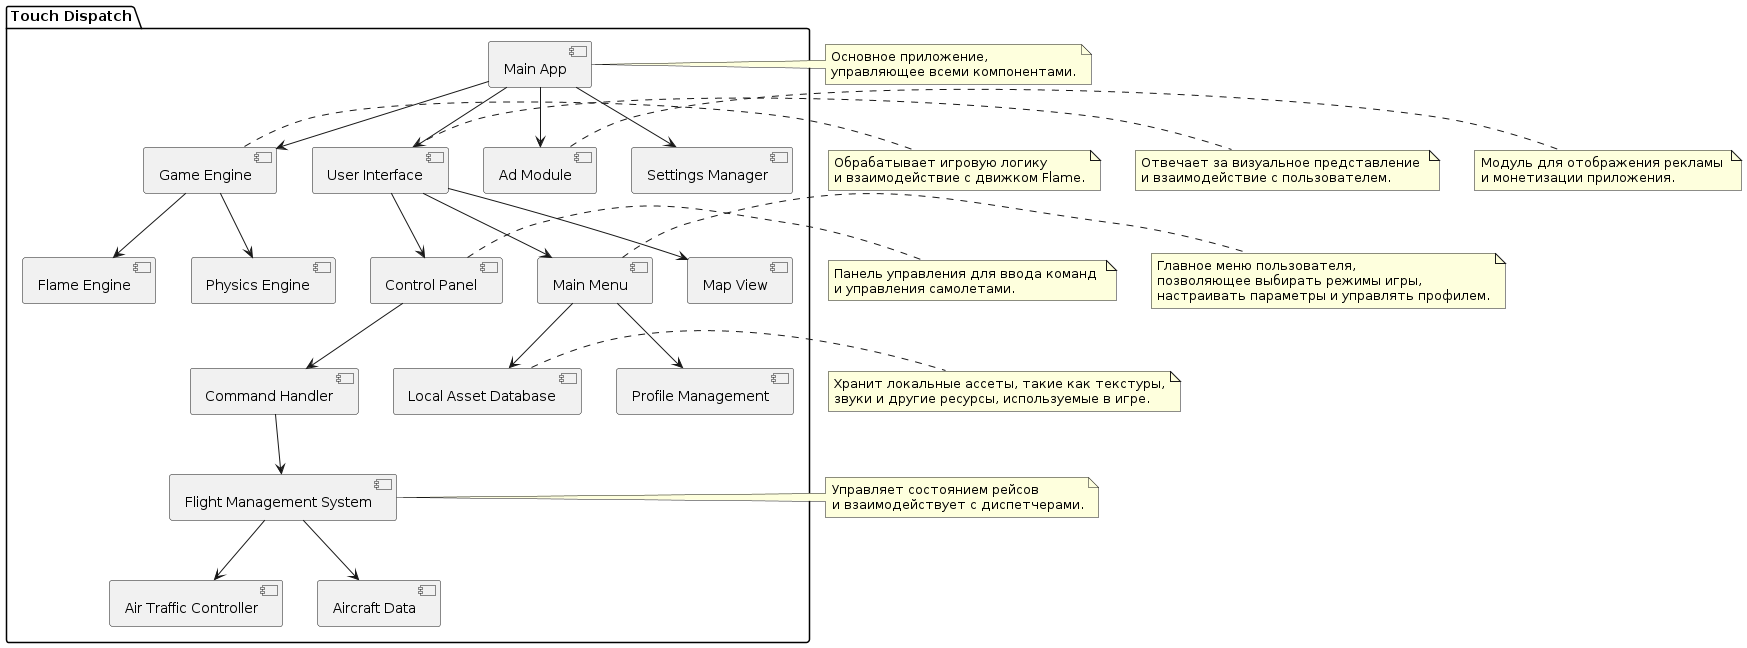 Touch Dispatch
Main App
Основное приложение,
управляющее всеми компонентами.
Game Engine
User Interface
Ad Module
Settings Manager
Обрабатывает игровую логику
и взаимодействие с движком Flame.
Отвечает за визуальное представление
и взаимодействие с пользователем.
Модуль для отображения рекламы
и монетизации приложения.
Flame Engine
Physics Engine
Control Panel
Main Menu
Map View
Панель управления для ввода команд
и управления самолетами.
Главное меню пользователя,
позволяющее выбирать режимы игры,
настраивать параметры и управлять профилем.
Command Handler
Local Asset Database
Profile Management
Хранит локальные ассеты, такие как текстуры,
звуки и другие ресурсы, используемые в игре.
Flight Management System
Управляет состоянием рейсов
и взаимодействует с диспетчерами.
Air Traffic Controller
Aircraft Data